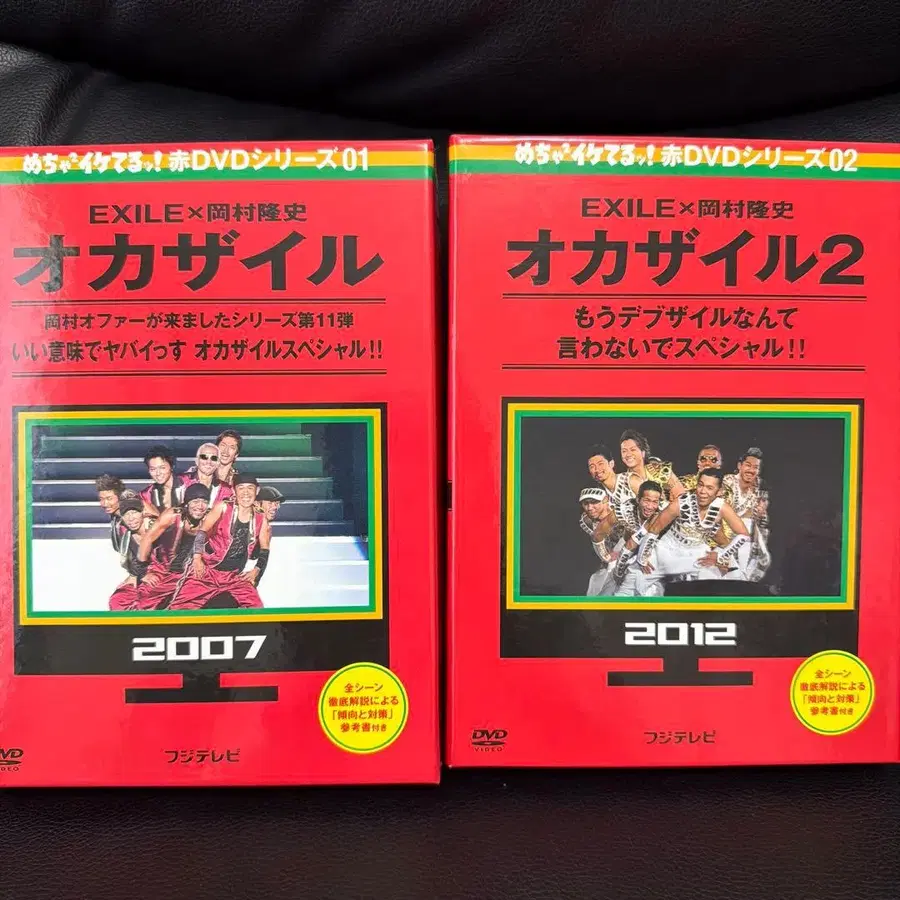 めちゃ²イケてるッ! 赤DVDシリーズ01
EXILE×岡村隆史
オカザイル
岡村オファーが来ましたシリーズ第11弾
いい意味でヤバイっす オカザイルスペシャル!!
2007
全シーン
徹底解説による
「傾向と対策」
参考書付き
DVD
VIDEO
フジテレビ
めちゃ²イケてるッ! 赤DVDシリーズ02
EXILE×岡村隆史
オカザイル2
もうデブザイルなんて
言わないでスペシャル!!
2012
全シーン
徹底解説による
「傾向と対策」
参考書付き
DVD
VIDEO
フジテレビ